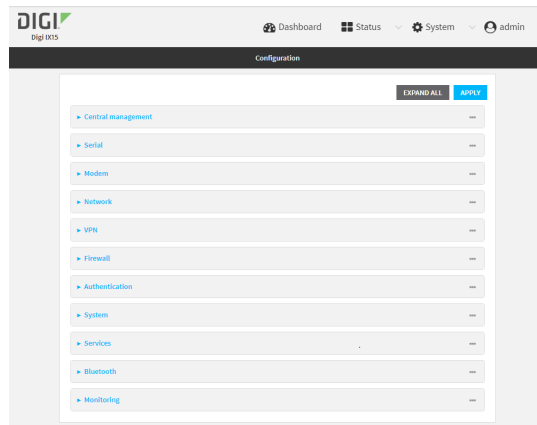 DIGI
Digi IX15
Dashboard Status System admin
Configuration
EXPAND ALL APPLY
Central management
Serial
Modem
Network
VPN
Firewall
Authentication
System
Services
Bluetooth
Monitoring